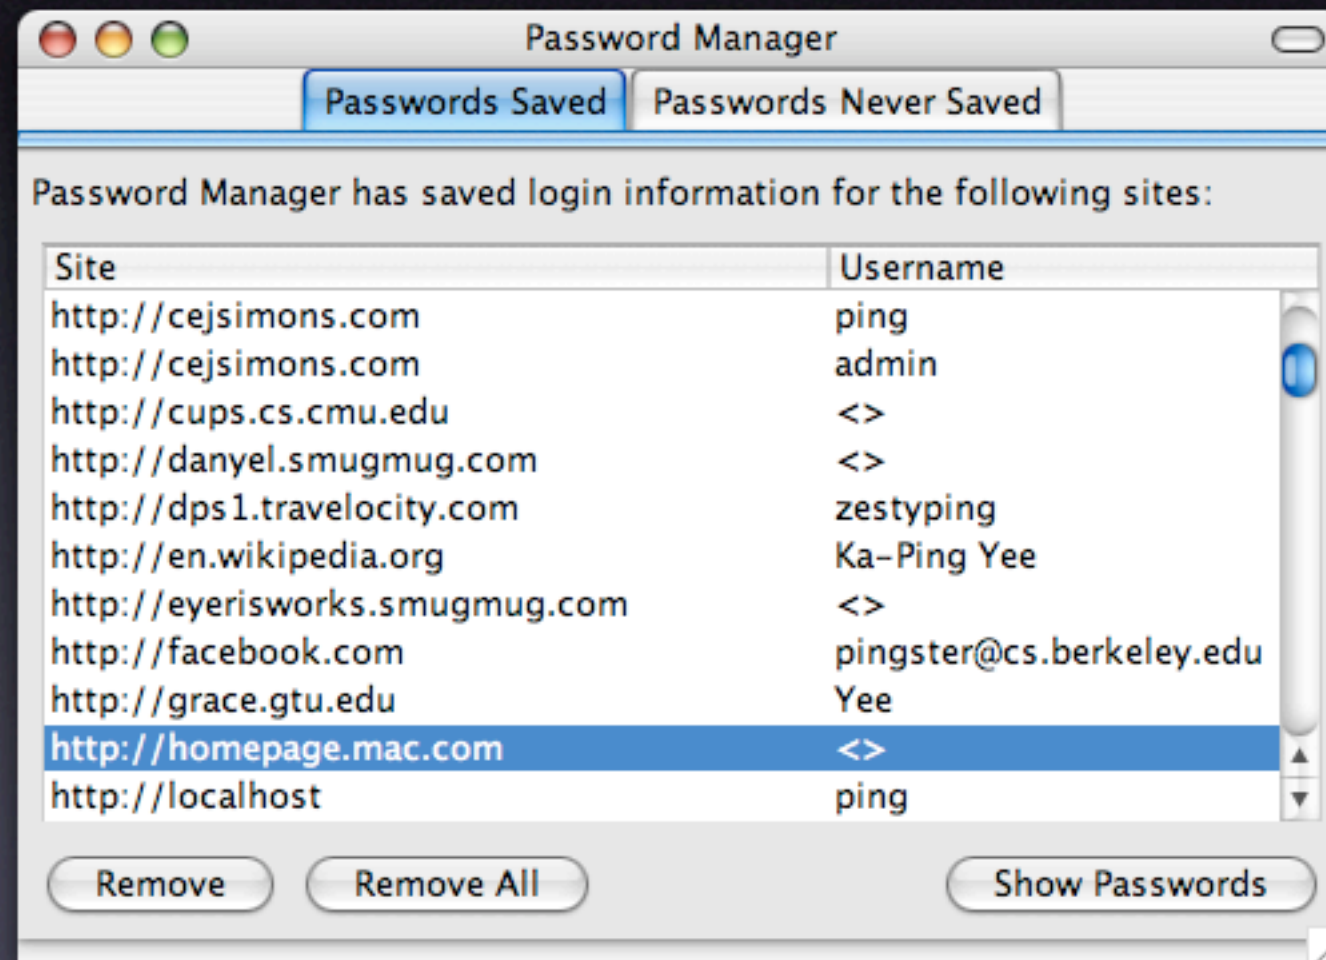 Password Manager
Passwords Saved Passwords Never Saved
Password Manager has saved login information for the following sites:
Site Username
http://cejsimons.com ping
http://cejsimons.com admin
http://cups.cs.cmu.edu <>
http://danyel.smugmug.com <>
http://dps1.travelocity.com zestyping
http://en.wikipedia.org Ka-Ping Yee
http://eyerisworks.smugmug.com <>
http://facebook.com pingster@cs.berkeley.edu
http://grace.gtu.edu Yee
http://homepage.mac.com <>
http://localhost ping
Remove Remove All Show Passwords